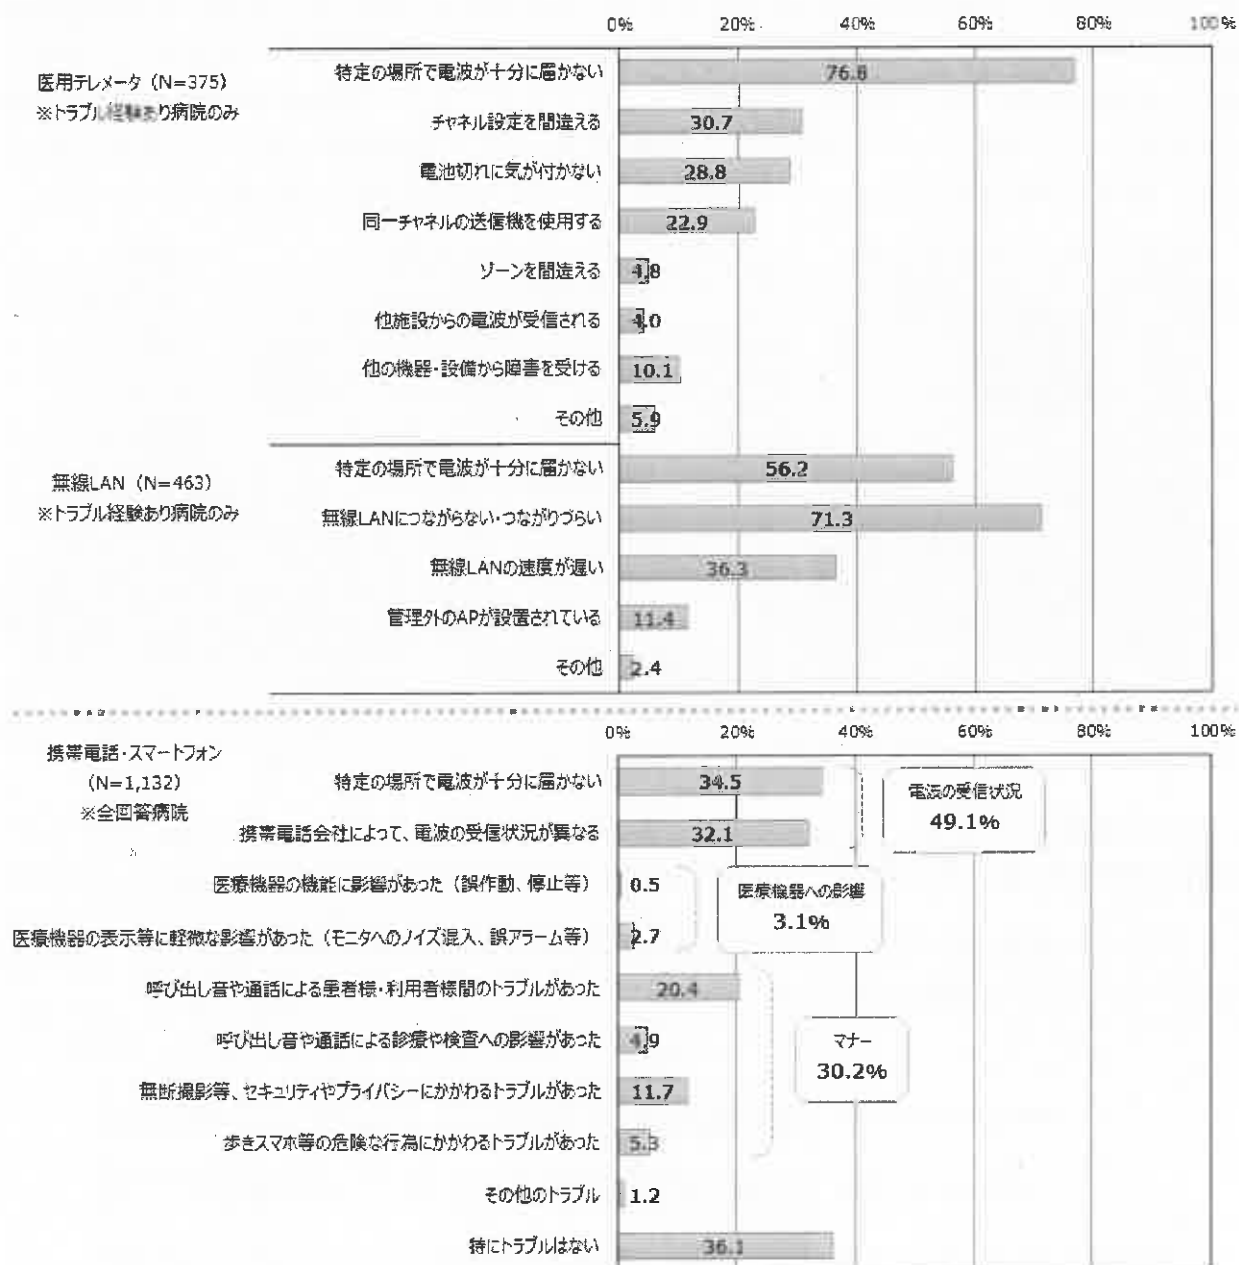 0% 20% 40% 60% 80% 100%
医用テレメータ（N=375）
※トラブル経験あり病院のみ
特定の場所で電波が十分に届かない 76.8
チャネル設定を間違える 30.7
電池切れに気が付かない 28.8
同一チャネルの送信機を使用する 22.9
ゾーンを間違える 4.8
他施設からの電波が受信される 4.0
他の機器・設備から障害を受ける 10.1
その他 5.9
無線LAN（N=463）
※トラブル経験あり病院のみ
特定の場所で電波が十分に届かない 56.2
無線LANにつながらない・つながりづらい 71.3
無線LANの速度が遅い 36.3
管理外のAPが設置されている 11.4
その他 2.4
0% 20% 40% 60% 80% 100%
携帯電話・スマートフォン
（N=1,132）
※全回答病院
特定の場所で電波が十分に届かない 34.5
携帯電話会社によって、電波の受信状況が異なる 32.1
電波の受信状況
49.1%
医療機器の機能に影響があった（誤作動、停止等） 0.5
医療機器の表示等に軽微な影響があった（モニタへのノイズ混入、誤アラーム等） 2.7
医療機器への影響
3.1%
呼び出し音や通話による患者様・利用者様間のトラブルがあった 20.4
呼び出し音や通話による診療や検査への影響があった 4.9
無断撮影等、セキュリティやプライバシーにかかわるトラブルがあった 11.7
歩きスマホ等の危険な行為にかかわるトラブルがあった 5.3
マナー
30.2%
その他のトラブル 1.2
特にトラブルはない 36.1